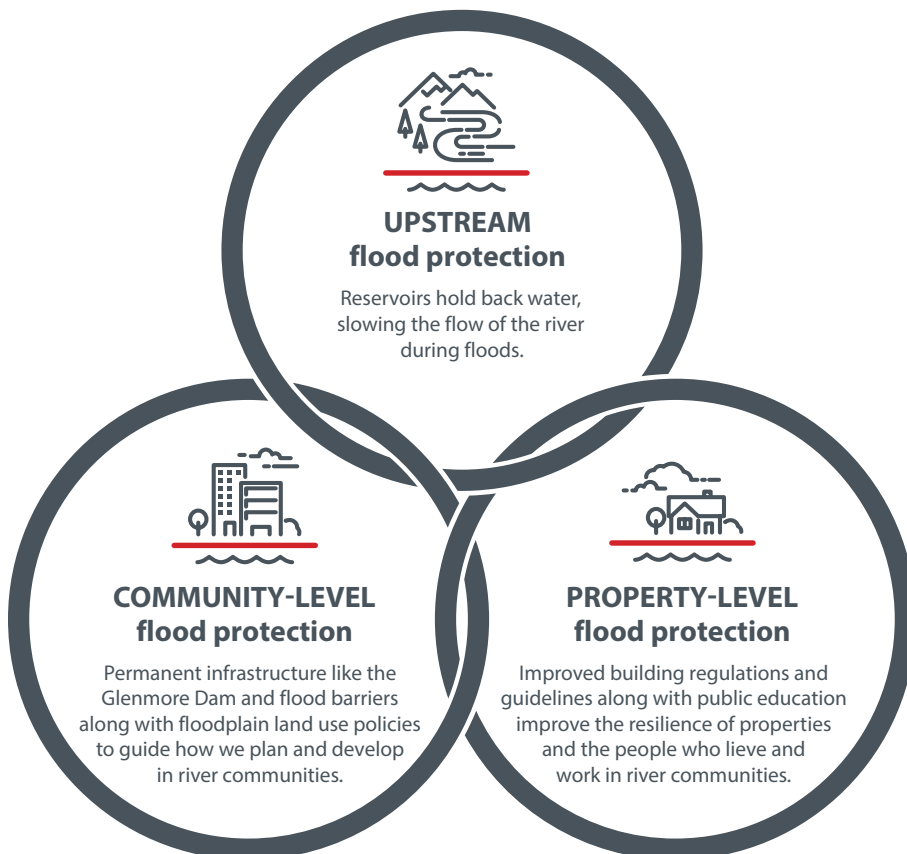 UPSTREAM
flood protection
Reservoirs hold back water,
slowing the flow of the river
during floods.
COMMUNITY-LEVEL
flood protection
Permanent infrastructure like the
Glenmore Dam and flood barriers
along with floodplain land use policies
to guide how we plan and develop
in river communities.
PROPERTY-LEVEL
flood protection
Improved building regulations and
guidelines along with public education
improve the resilience of properties
and the people who lieve and
work in river communities.